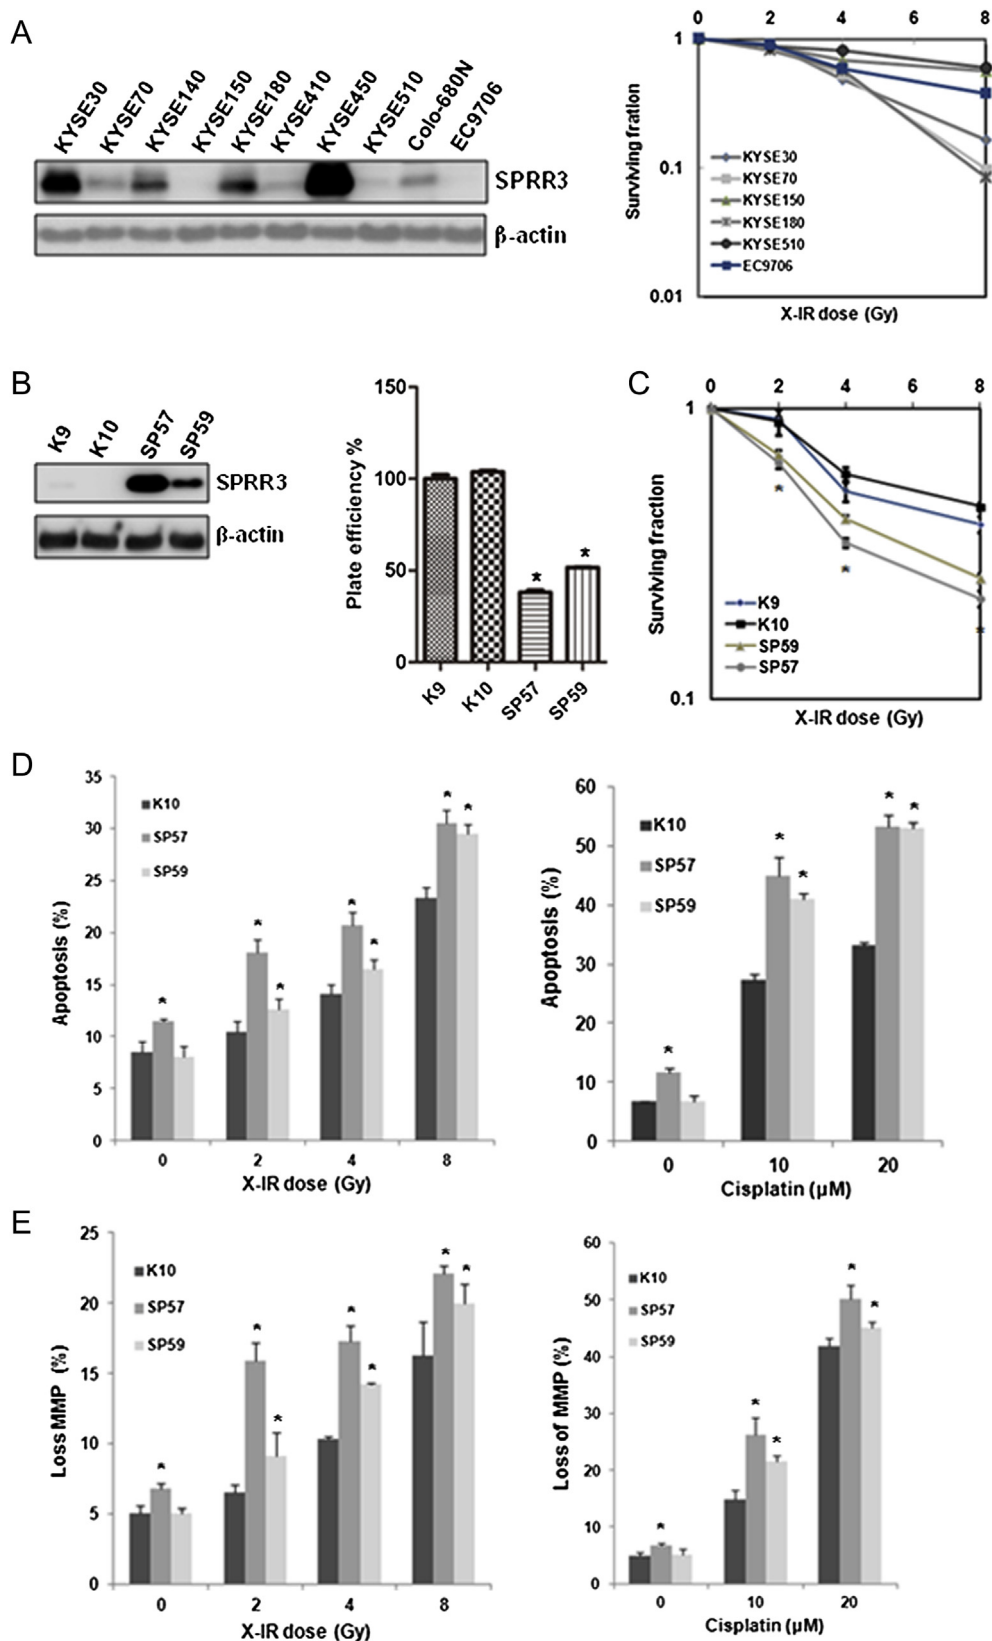 A
KYSE30 KYSE70 KYSE140 KYSE150 KYSE180 KYSE410 KYSE450 KYSE510 Colo-680N EC9706
SPRR3
β-actin
0 2 4 6 8
1
0.1
0.01
Surviving fration
KYSE30
KYSE70
KYSE150
KYSE180
KYSE510
EC9706
X-IR dose (Gy)
B
K9 K10 SP57 SP59
SPRR3
β-actin
150
100
50
0
Plate efficiency %
* *
K9 K10 SP57 SP59
C
0 2 4 6 8
1
0.1
Surviving fraction
* * *
K9
K10
SP59
SP57
X-IR dose (Gy)
D
35
30
25
20
15
10
5
0
Apoptosis (%)
K10
SP57
SP59
* * * * * * *
0 2 4 8
X-IR dose (Gy)
60
50
40
30
20
10
0
Apoptosis (%)
K10
SP57
SP59
* * * * *
0 10 20
Cisplatin (μM)
E
25
20
15
10
5
0
Loss MMP (%)
K10
SP57
SP59
* * * * * * *
0 2 4 8
X-IR dose (Gy)
60
50
40
30
20
10
0
Loss of MMP (%)
K10
SP57
SP59
* * * * *
0 10 20
Cisplatin (μM)